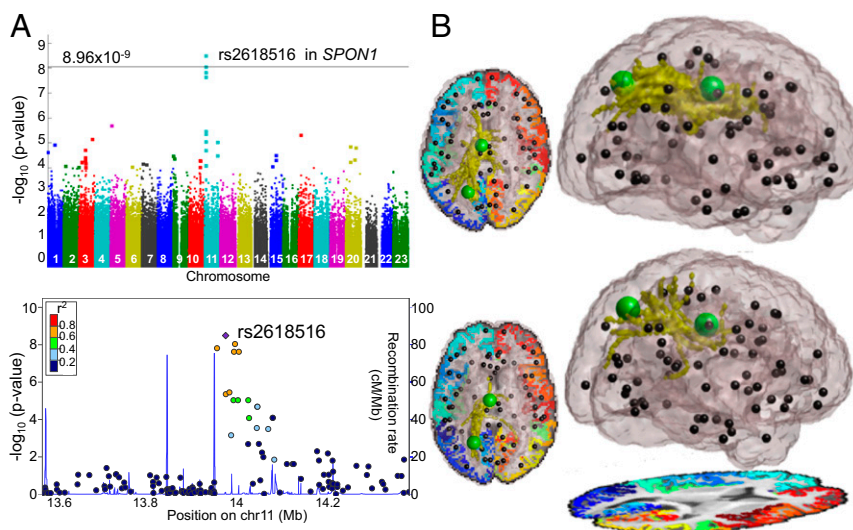 A
B
9
8
7
6
5
4
3
2
1
0
8.96x10⁻⁹
rs2618516 in SPON1
-log₁₀ (p-value)
1 2 3 4 5 6 7 8 9 10 11 12 13 14 15 16 17 18 19 20 21 22 23
Chromosome
r²
0.8
0.6
0.4
0.2
rs2618516
10
8
6
4
2
0
-log₁₀ (p-value)
100
80
60
40
20
0
Recombination rate
(cM/Mb)
13.6 13.8 14 14.2
Position on chr11 (Mb)